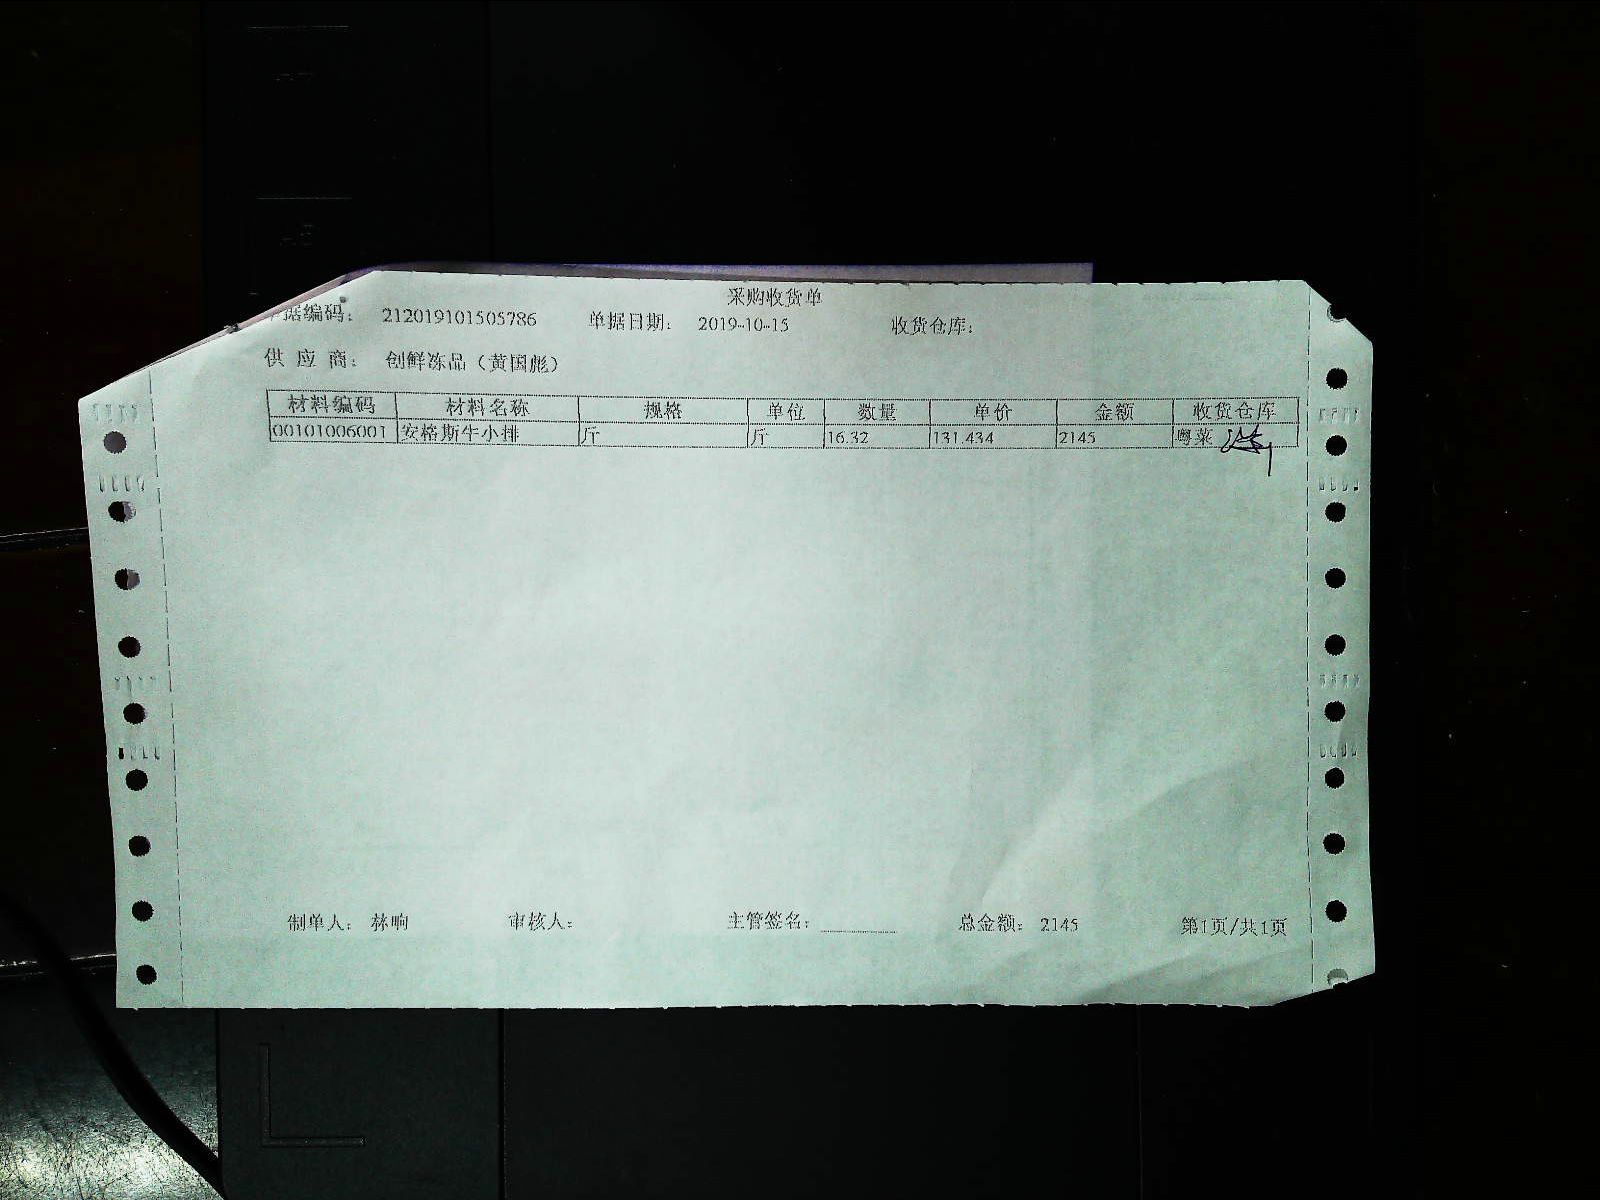 采购收货单
据编码： 212019101505786 单据日期： 2019-10-15 收货仓库：
供 应 商： 创鲜冻品（黄国彪）
材料编码 材料名称 规格 单位 数量 单价 金额 收货仓库
00101006001 安格斯牛小排 斤 斤 16.32 131.434 2145 粤菜
制单人： 林响 审核人： 主管签名： 总金额： 2145 第1页/共1页